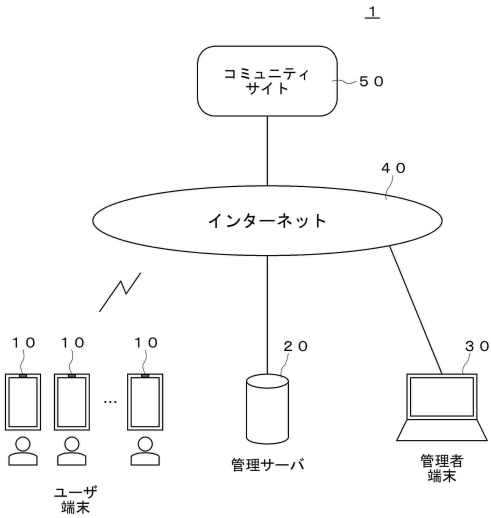 1
コミュニティ
サイト
50
40
インターネット
10
10
10
...
20
30
管理サーバ
管理者
端末
ユーザ
端末